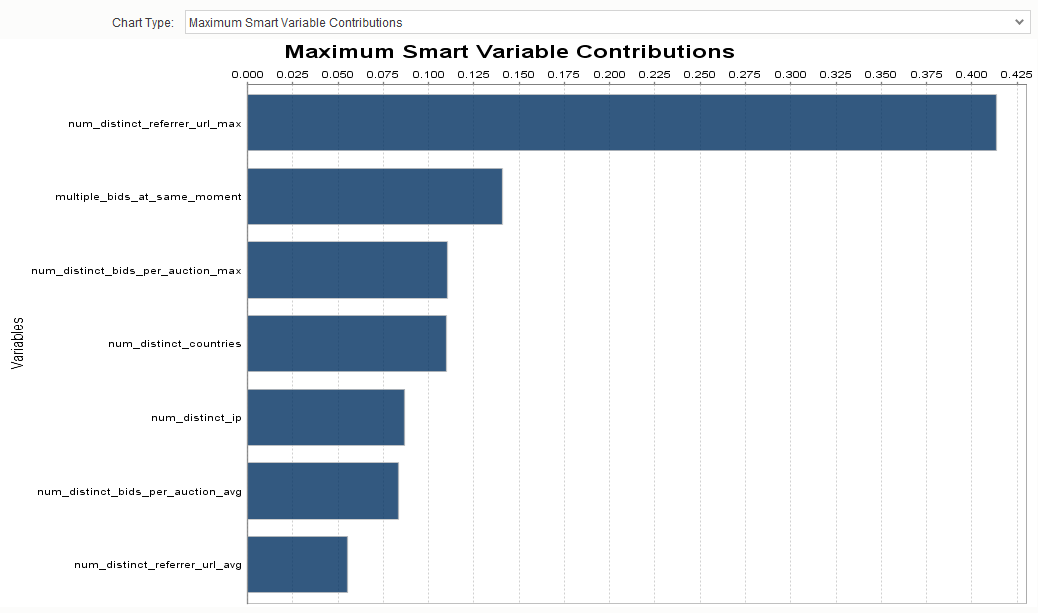 Chart Type: Maximum Smart Variable Contributions
Maximum Smart Variable Contributions
0.000 0.025 0.050 0.075 0.100 0.125 0.150 0.175 0.200 0.225 0.250 0.275 0.300 0.325 0.350 0.375 0.400 0.425
num_distinct_referrer_url_max
multiple_bids_at_same_moment
num_distinct_bids_per_auction_max
num_distinct_countries
num_distinct_ip
num_distinct_bids_per_auction_avg
num_distinct_referrer_url_avg
Variables